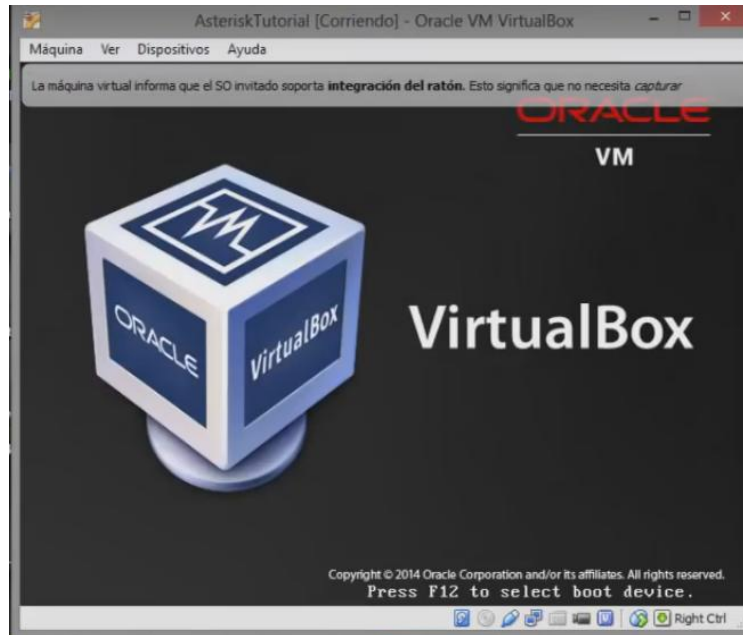 AsteriskTutorial [Corriendo] - Oracle VM VirtualBox
Máquina Ver Dispositivos Ayuda
La máquina virtual informa que el SO invitado soporta integración del ratón. Esto significa que no necesita capturar
ORACLE
VM
ORACLE
VirtualBox
VirtualBox
Copyright © 2014 Oracle Corporation and/or its affiliates. All rights reserved.
Press F12 to select boot device.
Right Ctrl